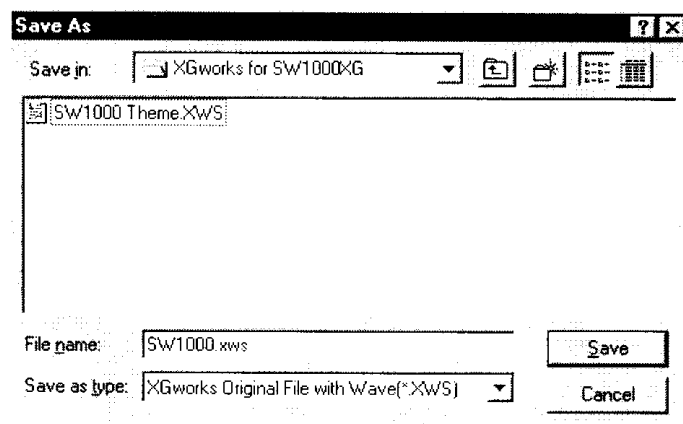 Save As
Save in: XGworks for SW1000XG
SW1000 Theme.XWS
File name: SW1000.xws Save
Save as type: XGworks Original File with Wave(*.XWS) Cancel